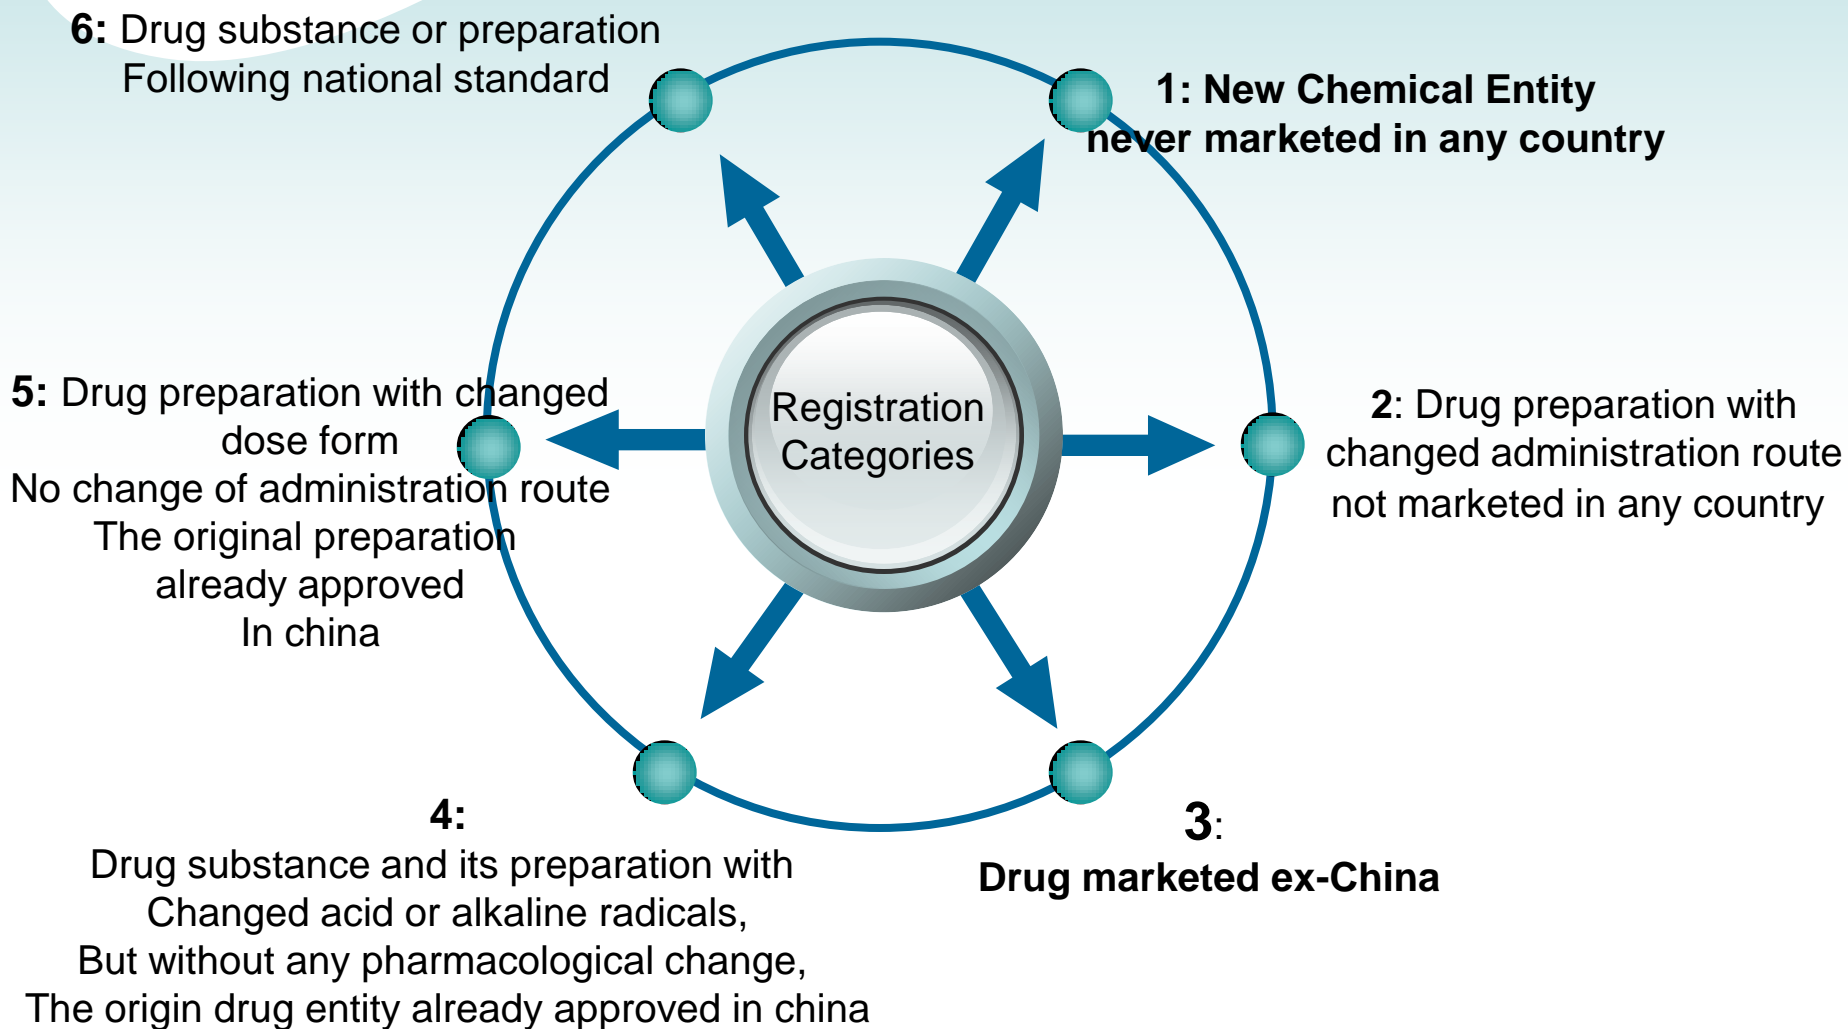 6: Drug substance or preparation
Following national standard
1: New Chemical Entity
never marketed in any country
Registration
Categories
2: Drug preparation with
changed administration route
not marketed in any country
3:
Drug marketed ex-China
4:
Drug substance and its preparation with
Changed acid or alkaline radicals,
But without any pharmacological change,
The origin drug entity already approved in china
5: Drug preparation with changed
dose form
No change of administration route
The original preparation
already approved
In china